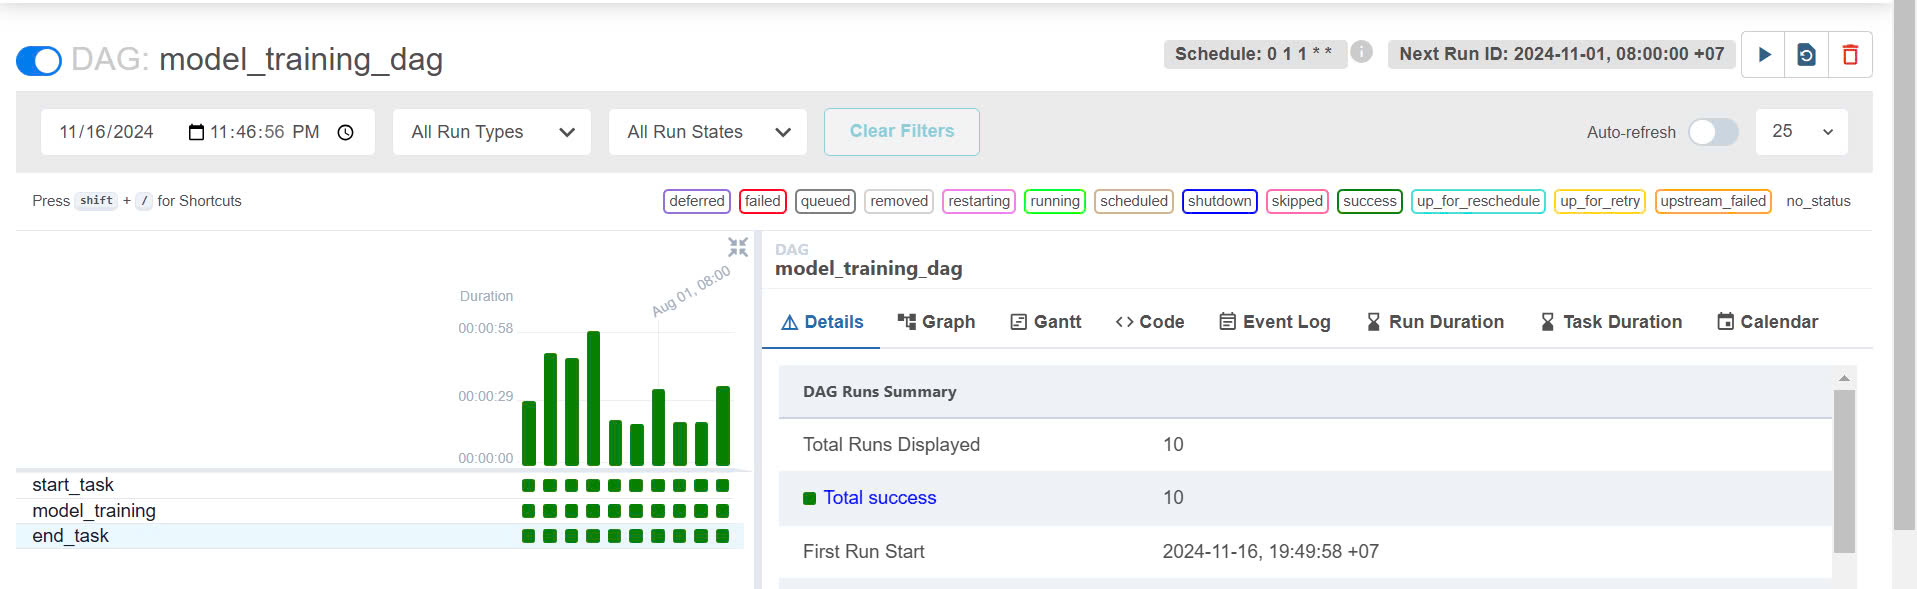 DAG: model_training_dag
Schedule: 0 1 1 * *
i
Next Run ID: 2024-11-01, 08:00:00 +07
11/16/2024 11:46:56 PM
All Run Types
All Run States
Clear Filters
Auto-refresh
25
Press shift + / for Shortcuts
deferred failed queued removed restarting running scheduled shutdown skipped success up_for_reschedule up_for_retry upstream_failed no_status
Aug 01, 08:00
Duration
00:00:58
00:00:29
00:00:00
start_task
model_training
end_task
DAG
model_training_dag
Details Graph Gantt Code Event Log Run Duration Task Duration Calendar
DAG Runs Summary
Total Runs Displayed 10
Total success 10
First Run Start 2024-11-16, 19:49:58 +07